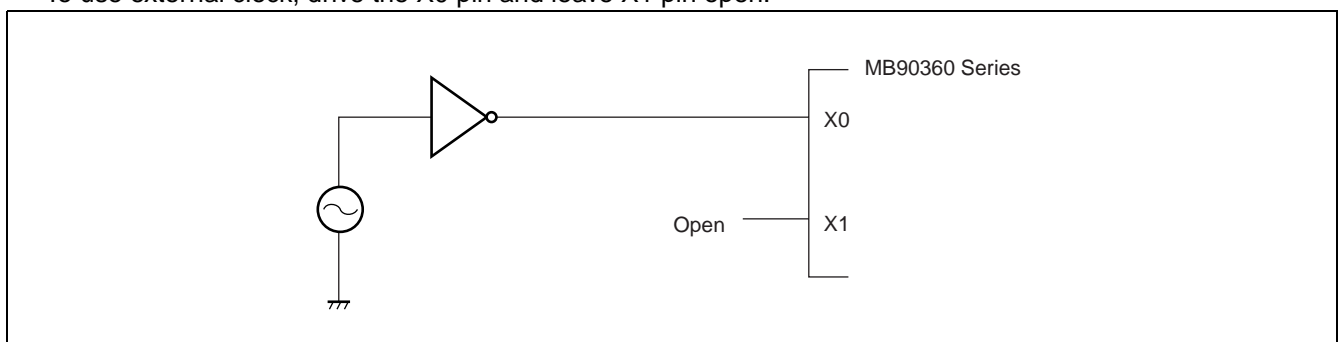 To use external clock, drive the X0 pin and leave X1 pin open.
MB90360 Series
X0
Open
X1